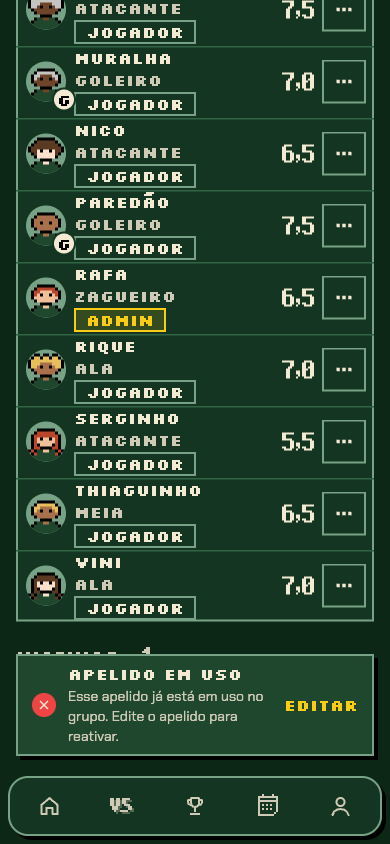 ATACANTE
7,5
...
JOGADOR
MURALHA
GOLEIRO
7,0
...
G
JOGADOR
NICO
ATACANTE
6,5
...
JOGADOR
PAREDÃO
GOLEIRO
7,5
...
G
JOGADOR
RAFA
ZAGUEIRO
6,5
...
ADMIN
RIQUE
ALA
7,0
...
JOGADOR
SERGINHO
ATACANTE
5,5
...
JOGADOR
THIAGUINHO
MEIA
6,5
...
JOGADOR
VINI
ALA
7,0
...
JOGADOR
APELIDO EM USO
Esse apelido já está em uso no
grupo. Edite o apelido para
reativar.
EDITAR
VS